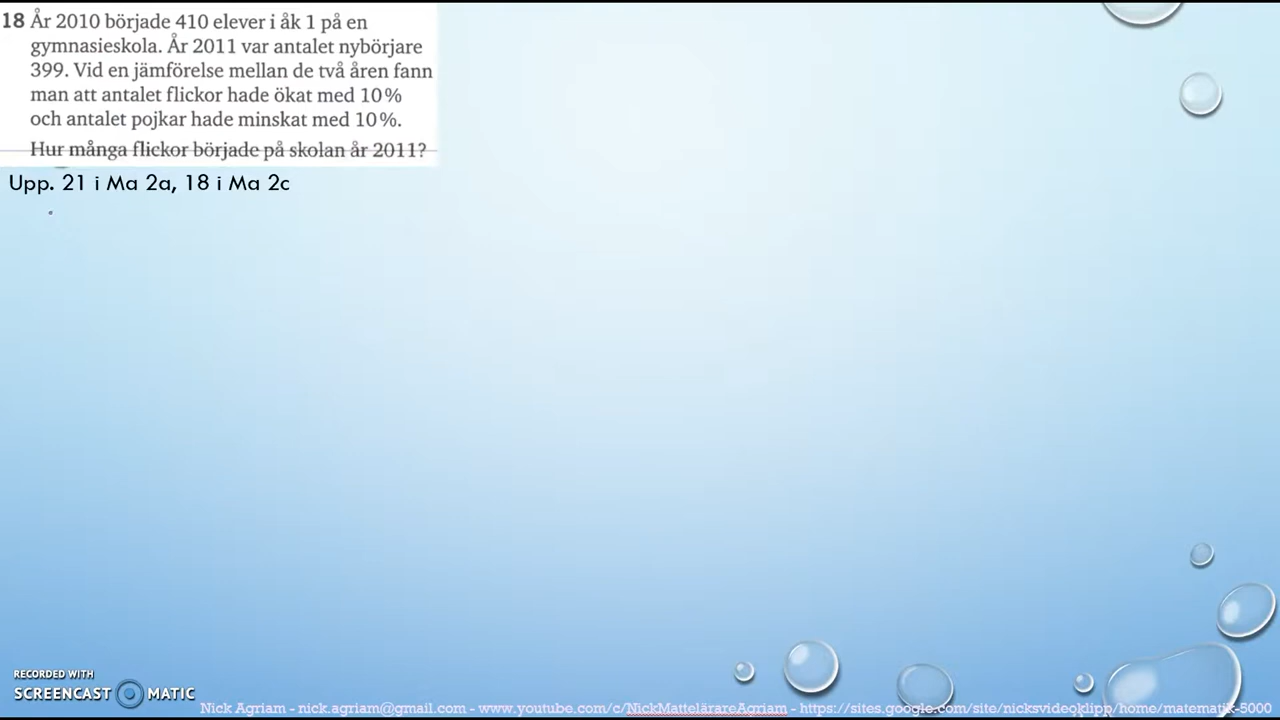 18 År 2010 började 410 elever i åk 1 på en
gymnasieskola. År 2011 var antalet nybörjare
399. Vid en jämförelse mellan de två åren fann
man att antalet flickor hade ökat med 10 %
och antalet pojkar hade minskat med 10 %.
Hur många flickor började på skolan år 2011?
Upp. 21 i Ma 2a, 18 i Ma 2c
RECORDED WITH
SCREENCAST MATIC
Nick Agriam - nick.agriam@gmail.com - www.youtube.com/c/NickMattelärareAgriam - https://sites.google.com/site/nicksvideoklipp/home/matematik-5000